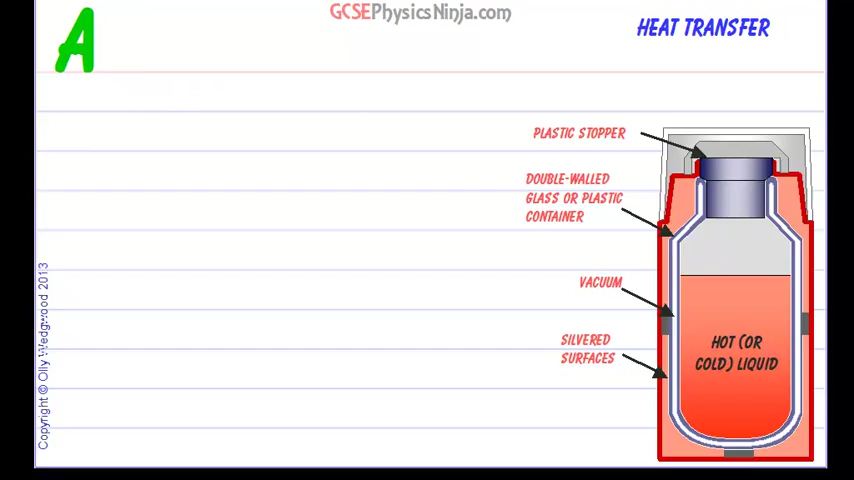 GCSEPhysicsNinja.com
HEAT TRANSFER
A
PLASTIC STOPPER
DOUBLE-WALLED
GLASS OR PLASTIC
CONTAINER
VACUUM
SILVERED
SURFACES
HOT (OR
COLD) LIQUID
Copyright © Olly Wedgwood 2013